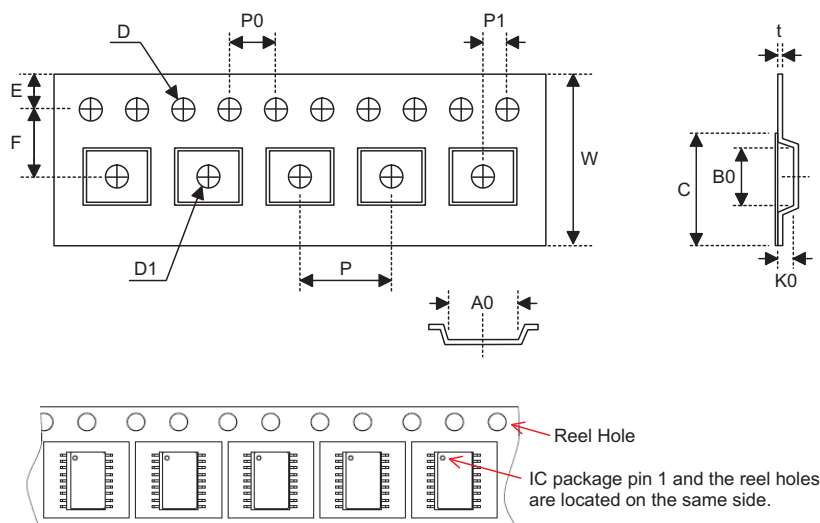 D
P0
P1
t
E
F
W
C
B0
D1
P
K0
A0
Reel Hole
IC package pin 1 and the reel holes
are located on the same side.